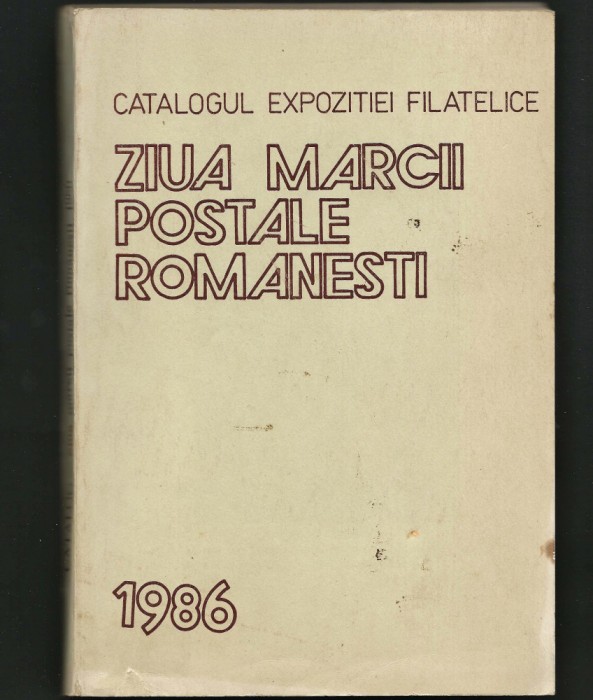 CATALOGUL EXPOZITIEI FILATELICE
ZIUA MARCII
POSTALE
ROMANESTI
1986